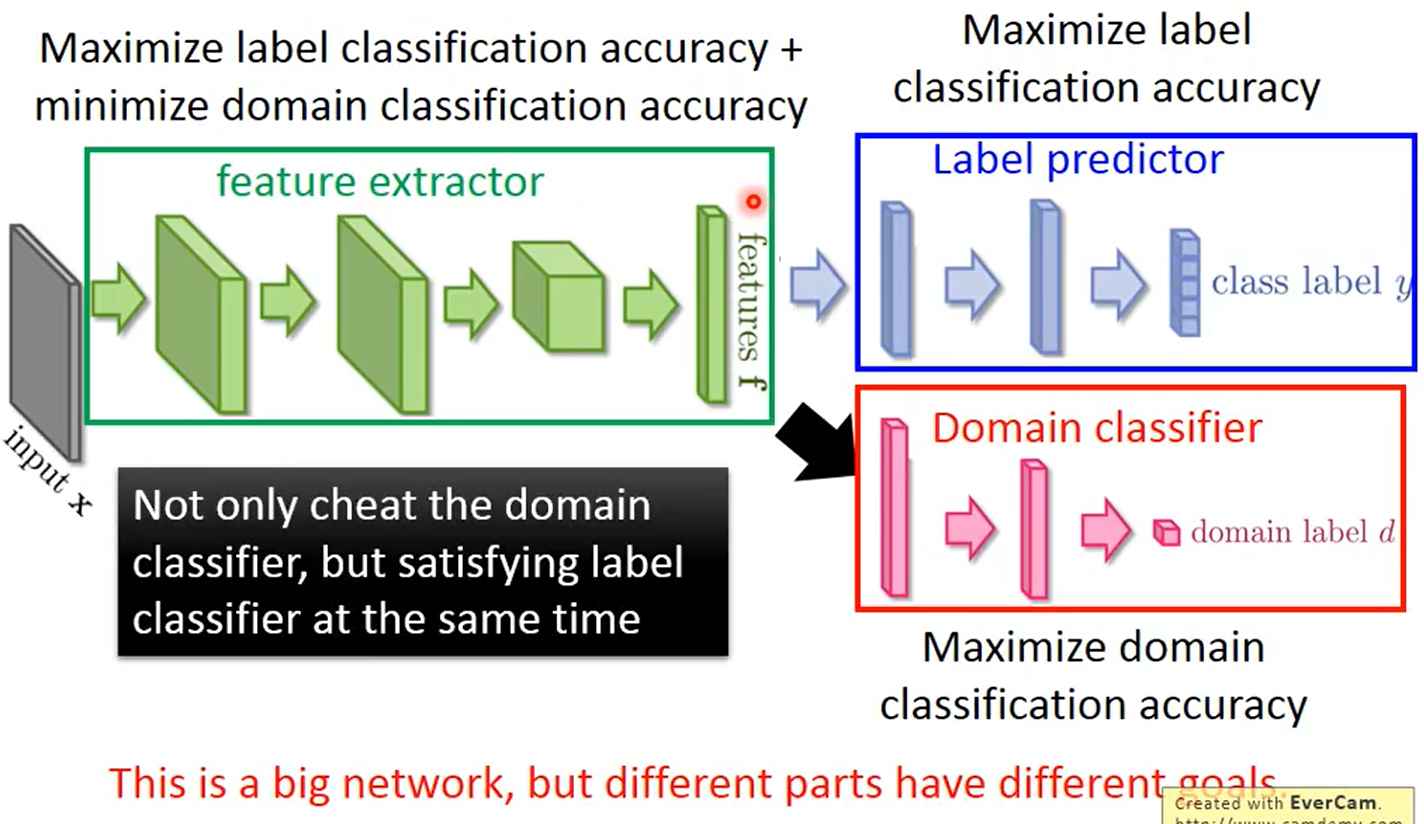 Maximize label classification accuracy +
minimize domain classification accuracy
Maximize label
classification accuracy
feature extractor
features f
input x
Label predictor
class label y
Domain classifier
domain label d
Not only cheat the domain
classifier, but satisfying label
classifier at the same time
Maximize domain
classification accuracy
This is a big network, but different parts have different goals.
Created with EverCam.
http://www.camdemy.com